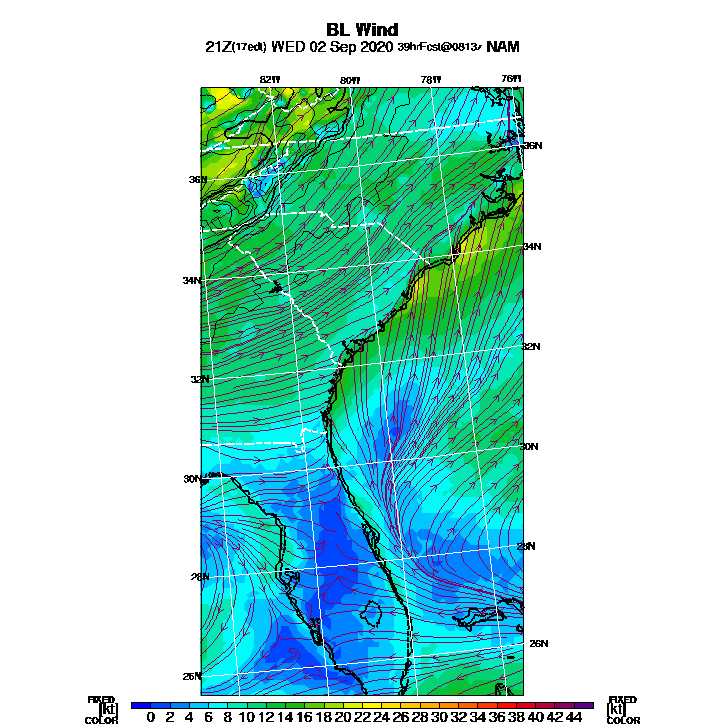 BL Wind
21Z(17edt) WED 02 Sep 2020 39hrFcst@0813z NAM
82W 80W 78W 76W
36N
36N
34N
34N
32N
32N
30N
30N
28N
28N
26N
26N
FIXED FIXED
[kt] 0 2 4 6 8 10 12 14 16 18 20 22 24 26 28 30 32 34 36 38 40 42 44 [kt]
COLOR COLOR